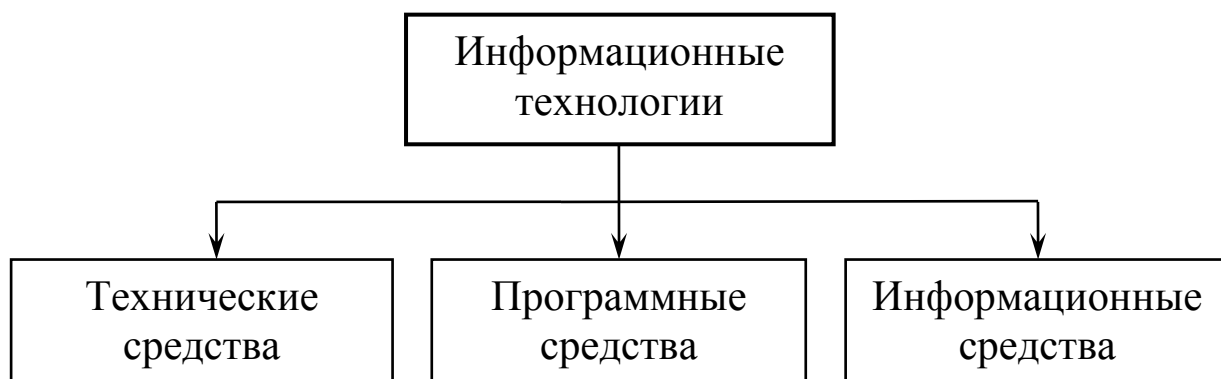 Информационные
технологии
Технические
средства
Программные
средства
Информационные
средства